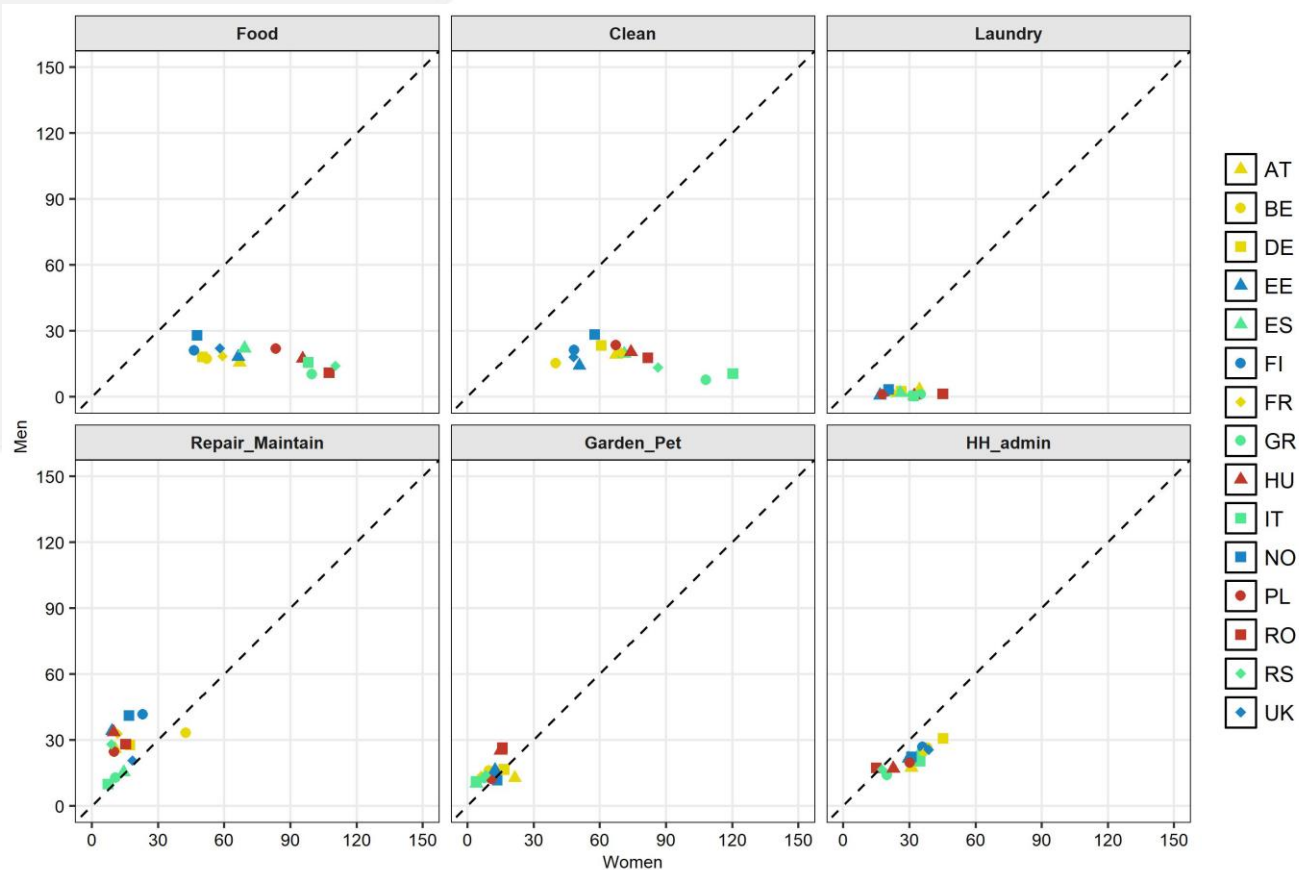 Food Clean Laundry
150
120
90
60
30
0
Men
Repair_Maintain Garden_Pet HH_admin
150
120
90
60
30
0
0 30 60 90 120 150 0 30 60 90 120 150 0 30 60 90 120 150
Women
AT
BE
DE
EE
ES
FI
FR
GR
HU
IT
NO
PL
RO
RS
UK